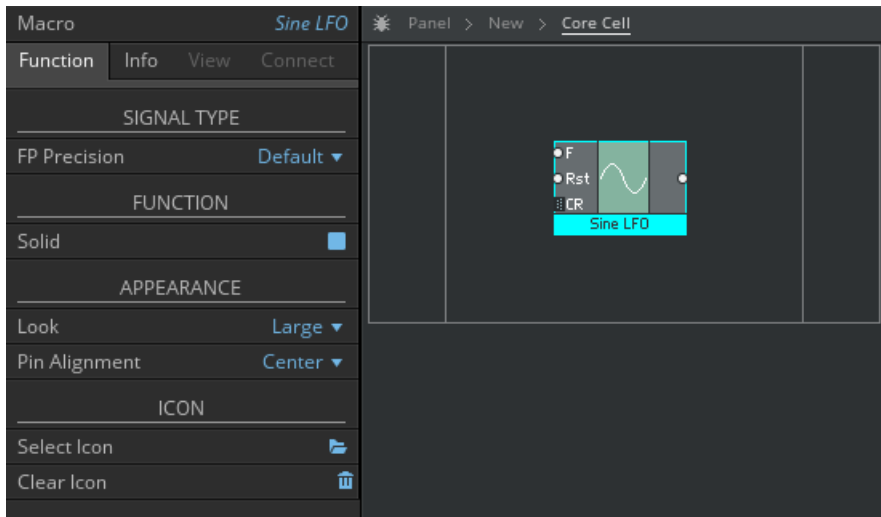 Macro Sine LFO
Function Info View Connect
SIGNAL TYPE
FP Precision Default
FUNCTION
Solid
APPEARANCE
Look Large
Pin Alignment Center
ICON
Select Icon
Clear Icon
Panel > New > Core Cell
F
Rst
CR
Sine LFO